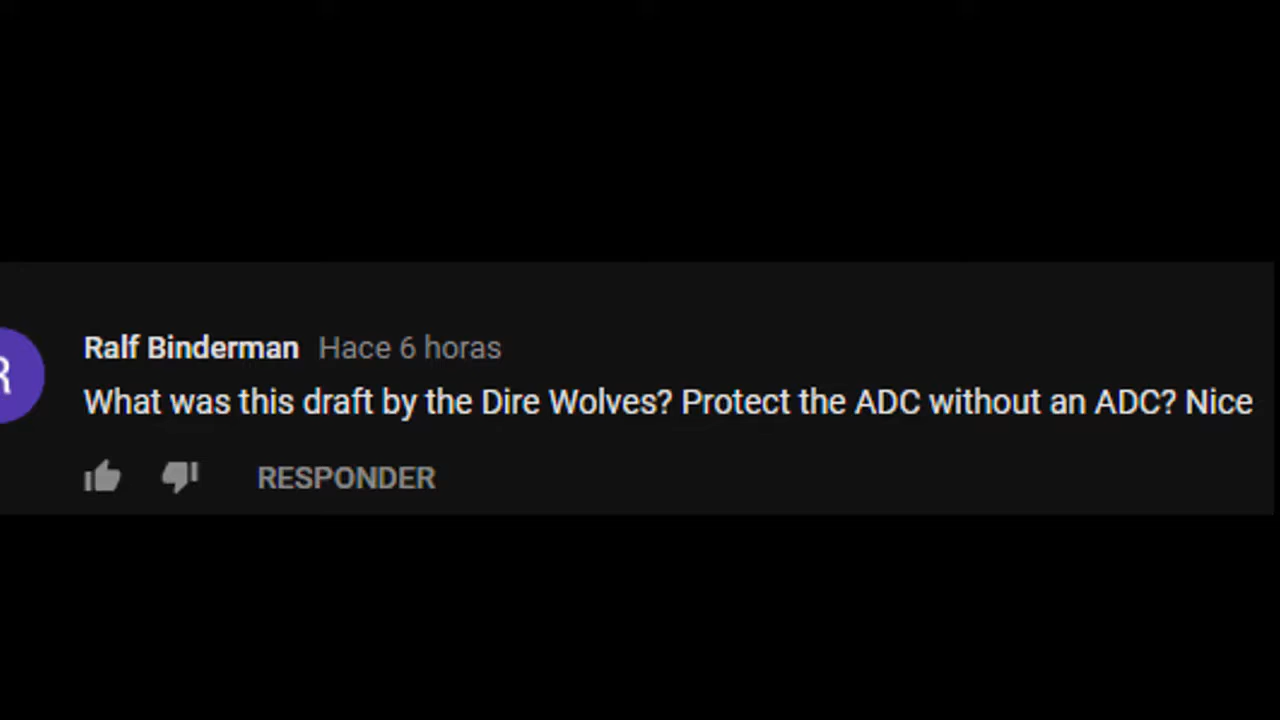 R
Ralf Binderman Hace 6 horas
What was this draft by the Dire Wolves? Protect the ADC without an ADC? Nice
RESPONDER